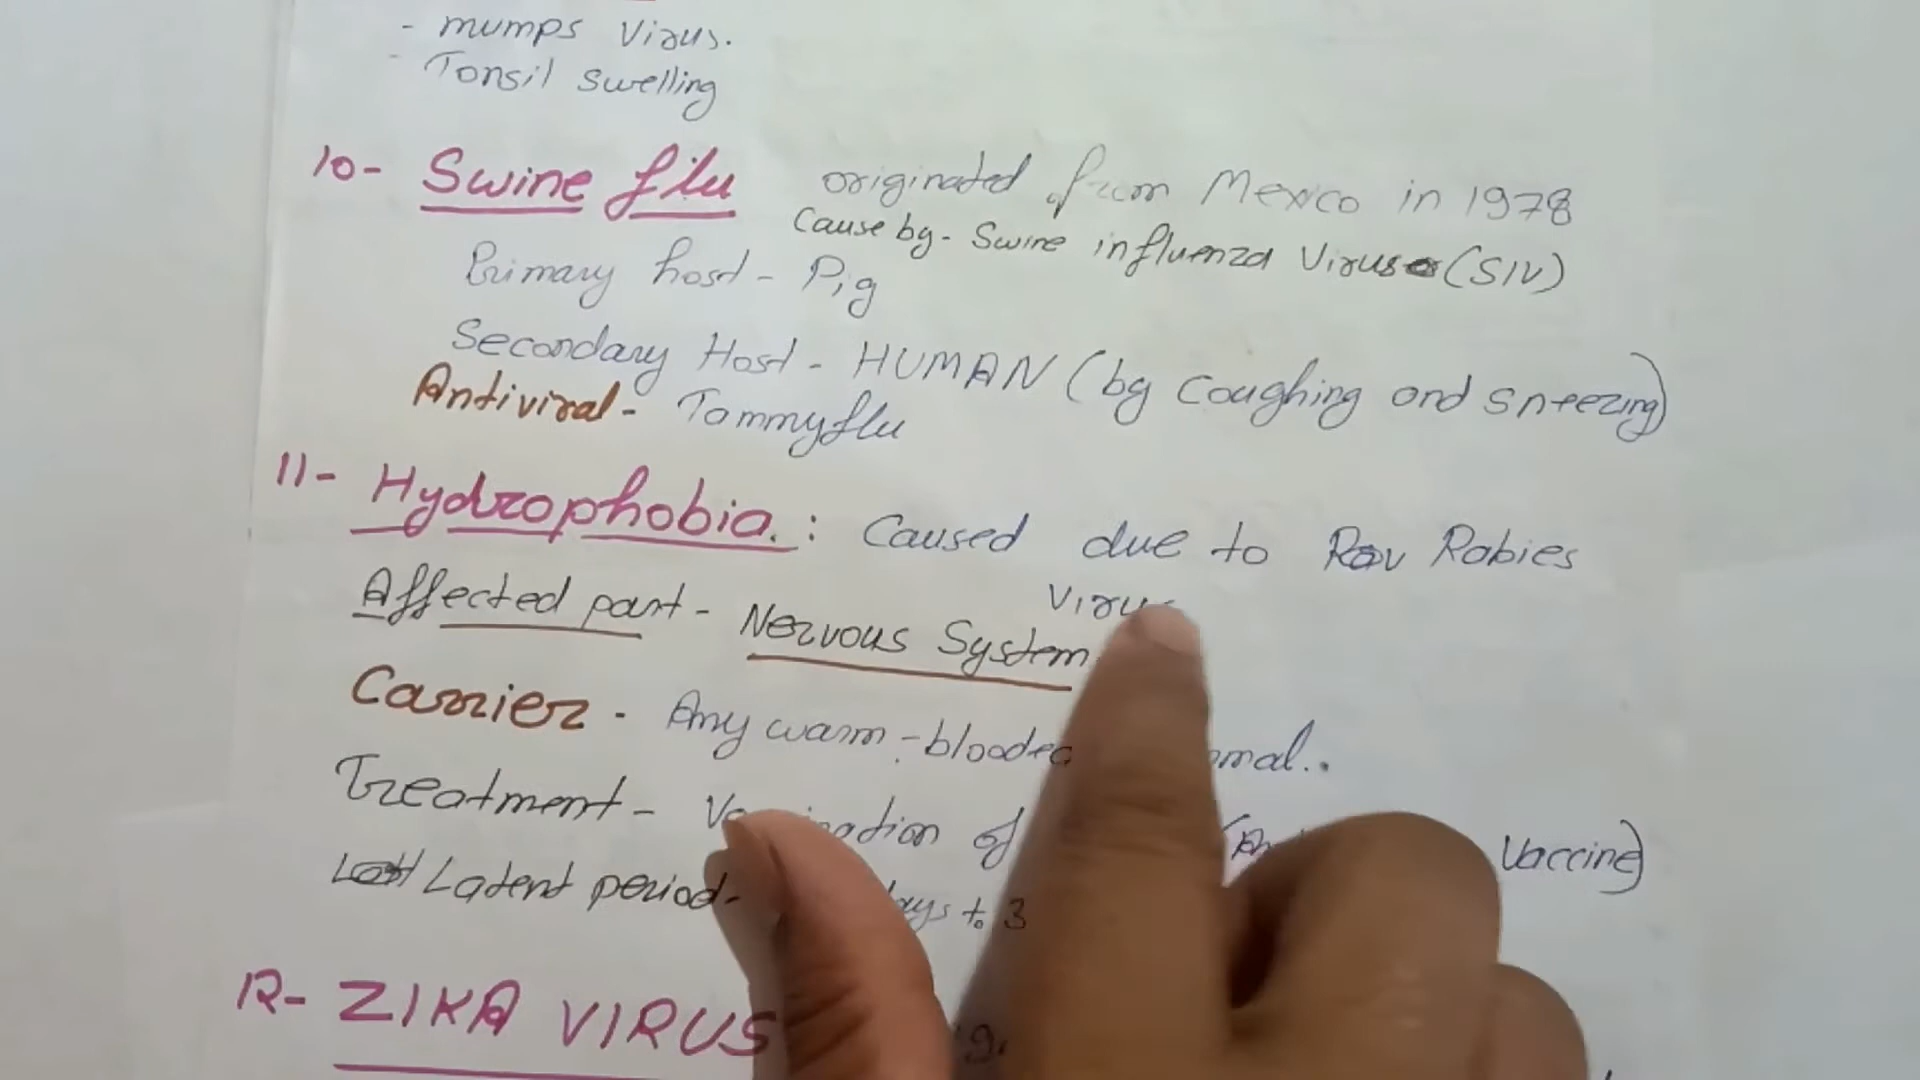 - mumps Virus.
- Tonsil swelling
10- Swine flu originated from Mexico in 1978
Cause by- Swine influenza Virus (SIV)
Primary host - Pig
Secondary Host - HUMAN (by coughing and sneezing)
Antiviral - Tammyflu
11- Hydrophobia : Caused due to Rabies
Virus
Affected part - Nervous System
Carrier - Any warm-blooded
Treatment - of Vaccine)
Latent period - days to 3
12- ZIKA VIRUS